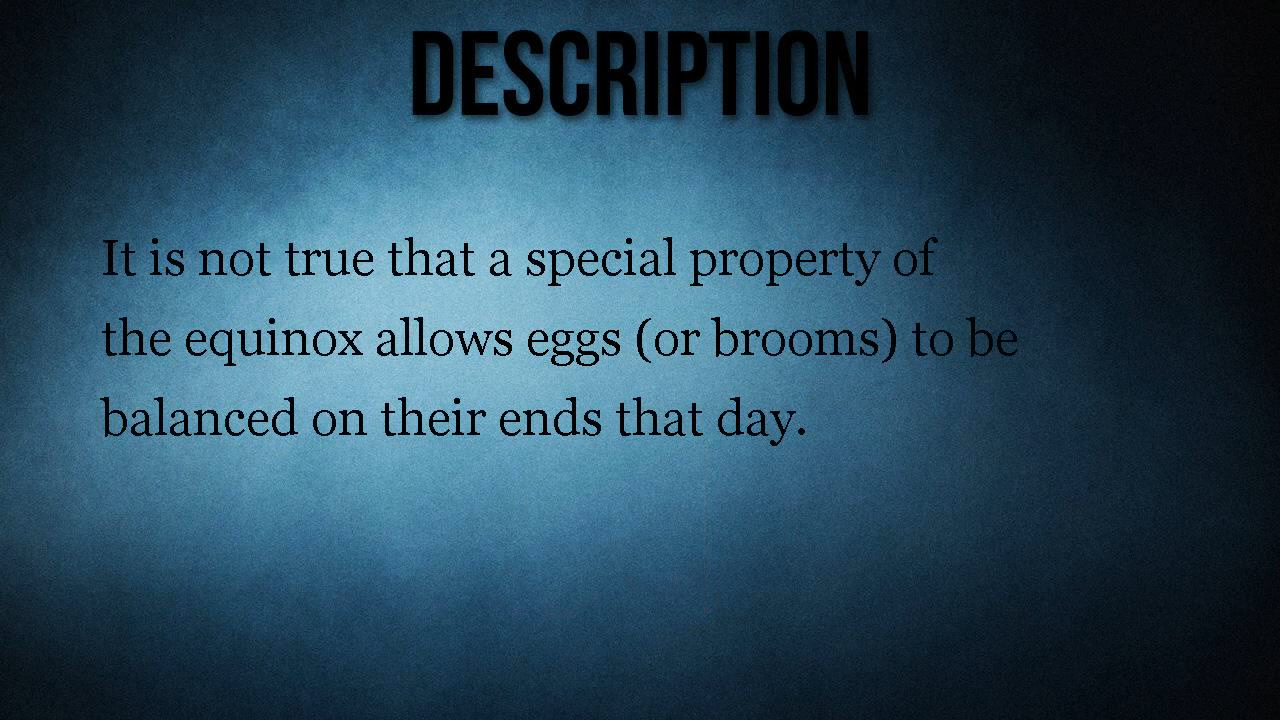 DESCRIPTION
It is not true that a special property of
the equinox allows eggs (or brooms) to be
balanced on their ends that day.